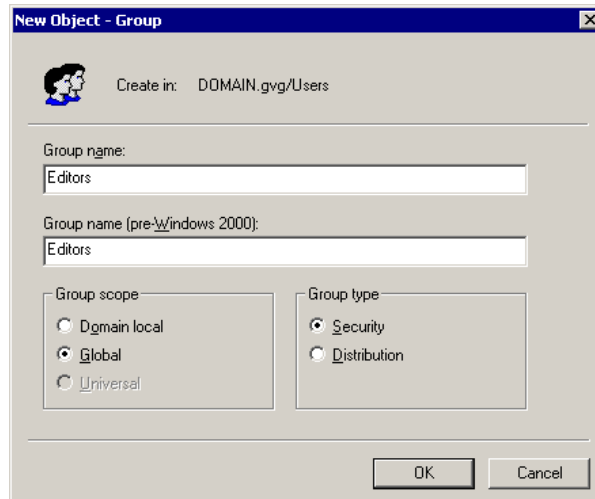 New Object - Group
Create in: DOMAIN.gvg/Users
Group name:
Editors
Group name (pre-Windows 2000):
Editors
Group scope
Domain local
Global
Universal
Group type
Security
Distribution
OK
Cancel